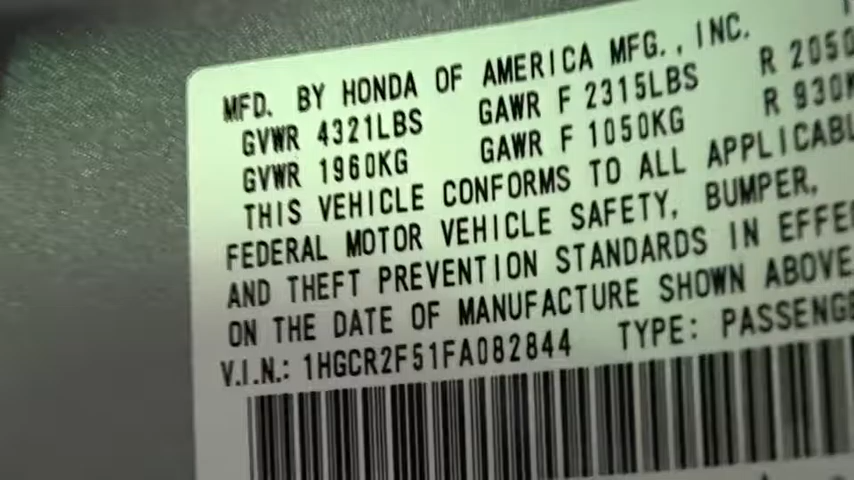 MFD. BY HONDA OF AMERICA MFG., INC.
GVWR 4321LBS GAWR F 2315LBS R 2050
GVWR 1960KG GAWR F 1050KG R 930K
THIS VEHICLE CONFORMS TO ALL APPLICABL
FEDERAL MOTOR VEHICLE SAFETY, BUMPER,
AND THEFT PREVENTION STANDARDS IN EFFE
ON THE DATE OF MANUFACTURE SHOWN ABOVE
V.I.N.: 1HGCR2F51FA082844 TYPE: PASSENGE